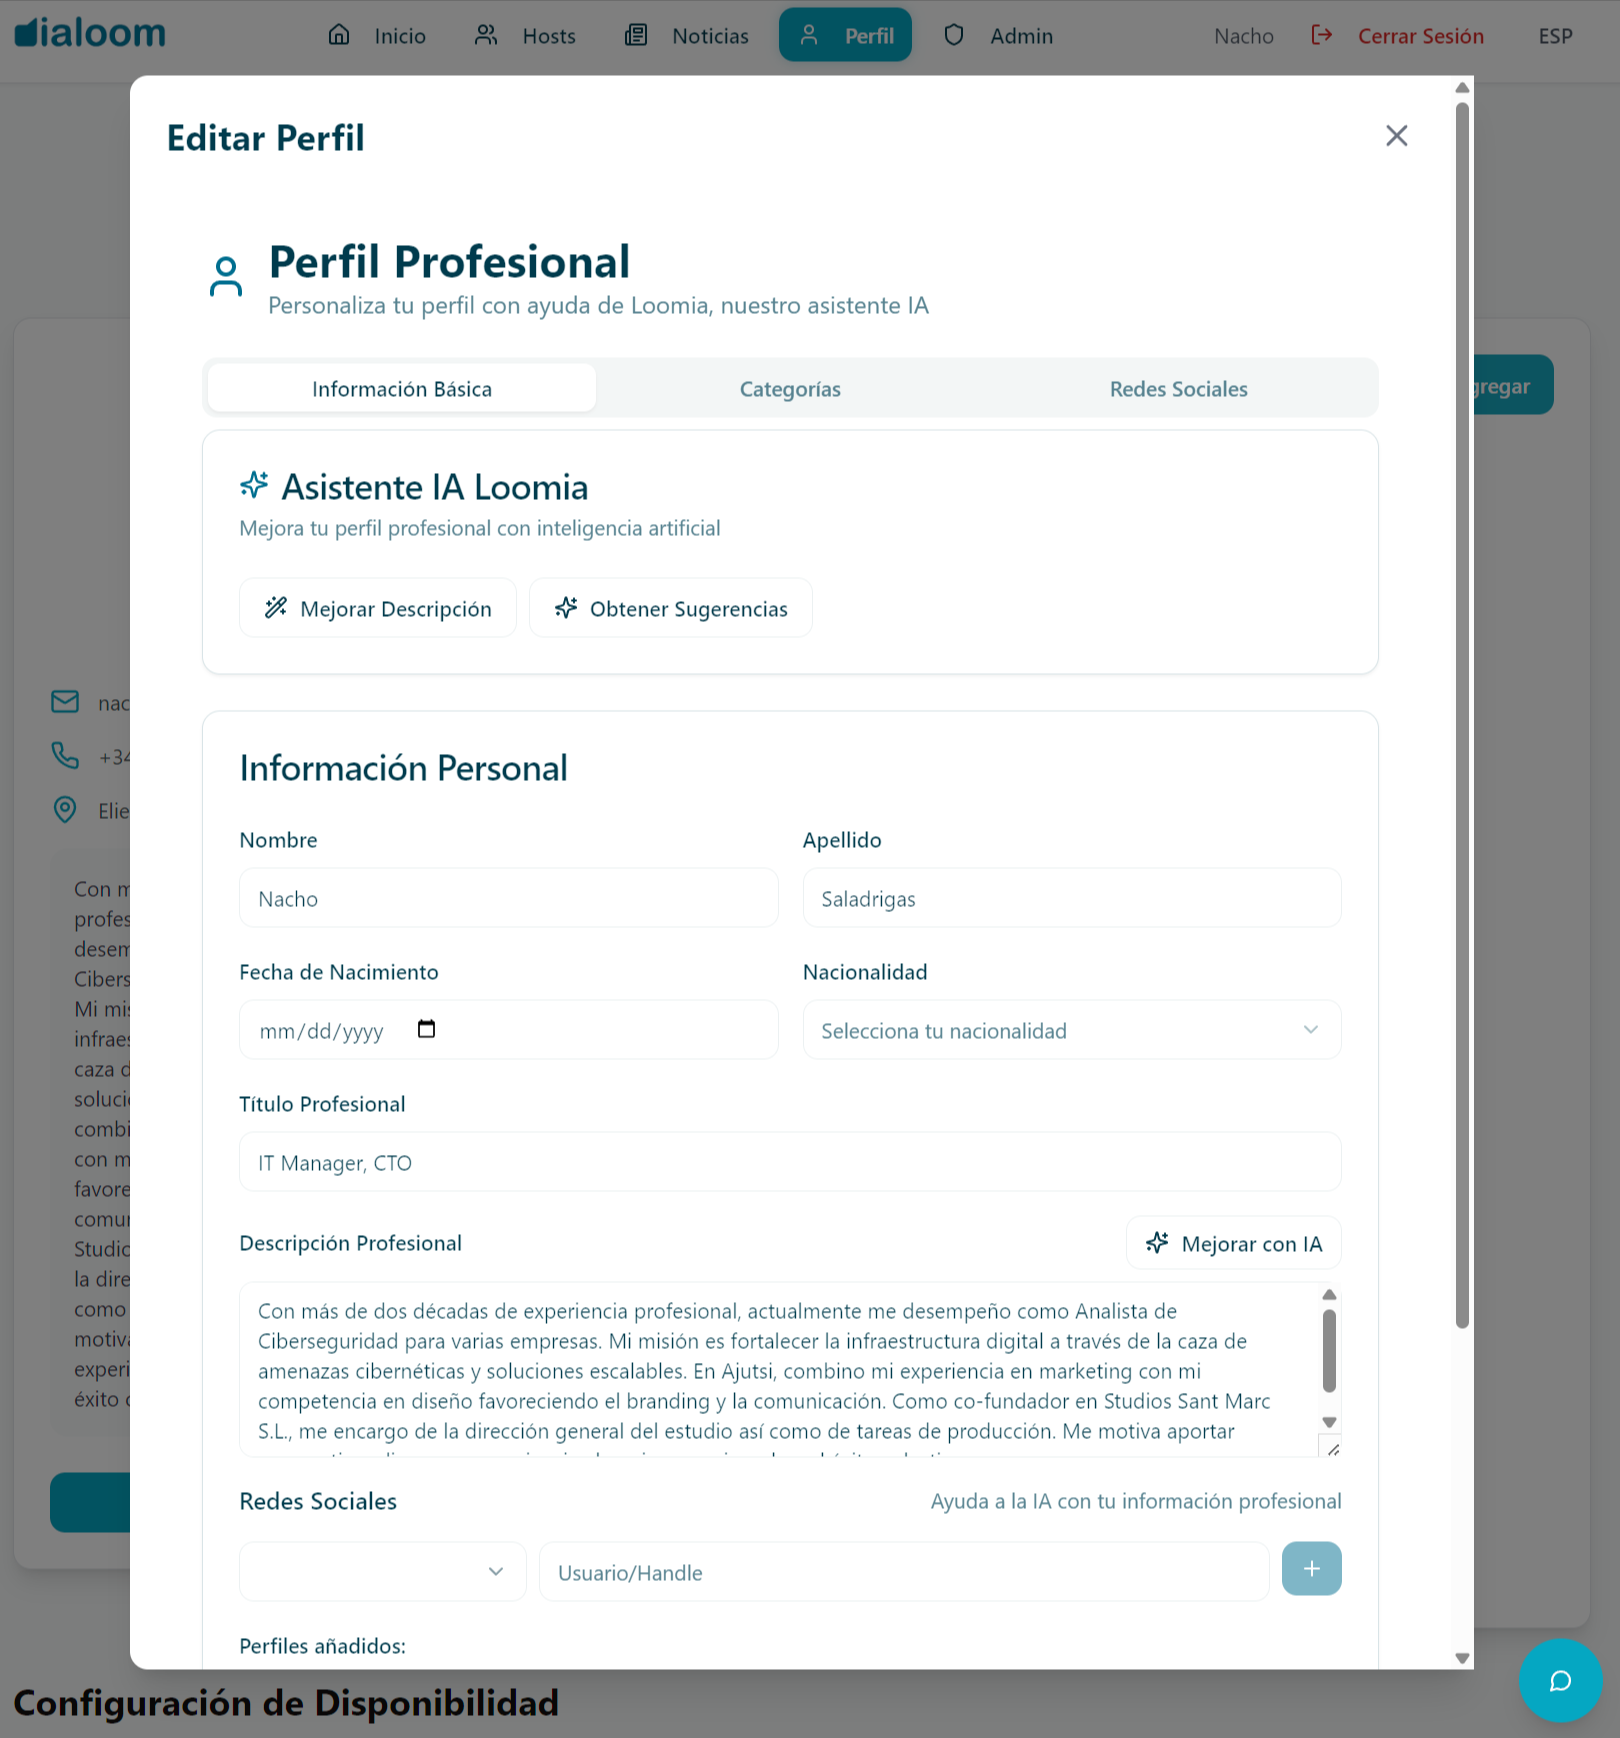 dialoom
Inicio
Hosts
Noticias
Perfil
Admin
Nacho
Cerrar Sesión
ESP
Editar Perfil
Perfil Profesional
Personaliza tu perfil con ayuda de Loomia, nuestro asistente IA
Información Básica
Categorías
Redes Sociales
gregar
Asistente IA Loomia
Mejora tu perfil profesional con inteligencia artificial
Mejorar Descripción
Obtener Sugerencias
nac
+34
Elie
Con m
profes
desem
Cibers
Mi mis
infraes
caza d
soluci
combi
con m
favore
comun
Studio
la dire
como
motiva
experi
éxito
Información Personal
Nombre
Apellido
Nacho
Saladrigas
Fecha de Nacimiento
Nacionalidad
mm/dd/yyyy
Selecciona tu nacionalidad
Título Profesional
IT Manager, CTO
Descripción Profesional
Mejorar con IA
Con más de dos décadas de experiencia profesional, actualmente me desempeño como Analista de
Ciberseguridad para varias empresas. Mi misión es fortalecer la infraestructura digital a través de la caza de
amenazas cibernéticas y soluciones escalables. En Ajutsi, combino mi experiencia en marketing con mi
competencia en diseño favoreciendo el branding y la comunicación. Como co-fundador en Studios Sant Marc
S.L., me encargo de la dirección general del estudio así como de tareas de producción. Me motiva aportar
Redes Sociales
Ayuda a la IA con tu información profesional
Usuario/Handle
Perfiles añadidos:
Configuración de Disponibilidad